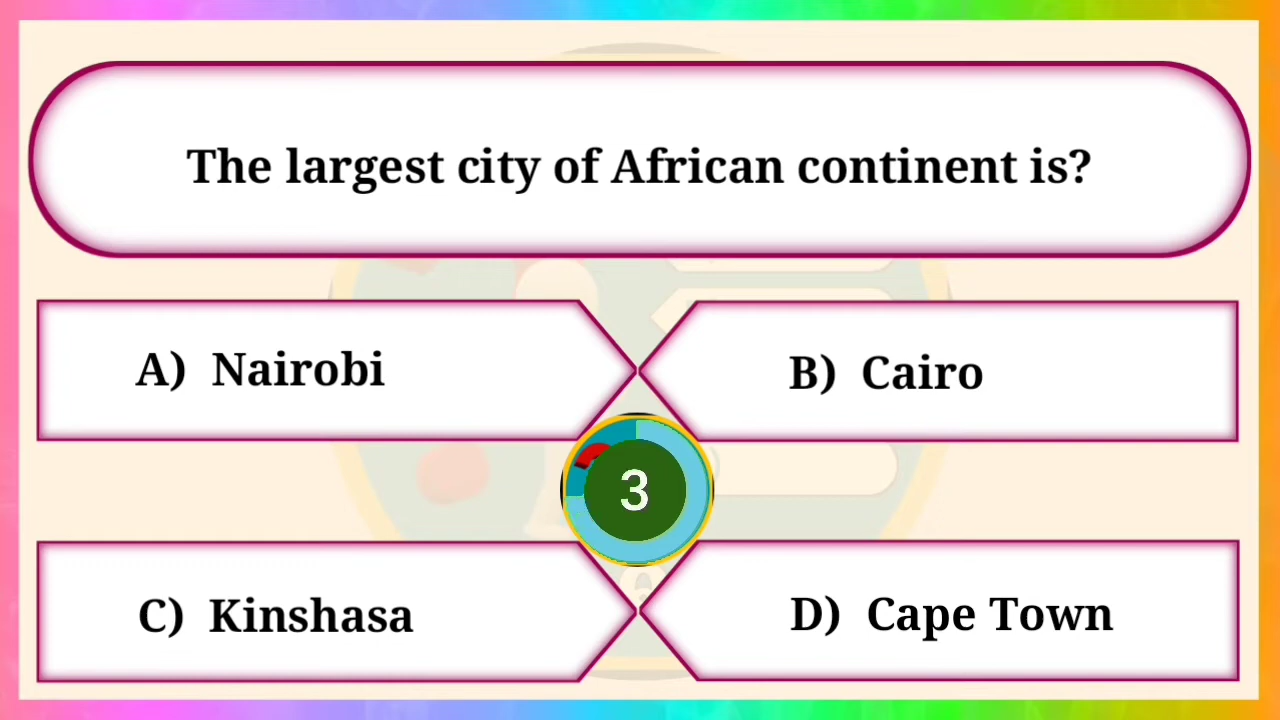 The largest city of African continent is?
A) Nairobi
B) Cairo
3
C) Kinshasa
D) Cape Town